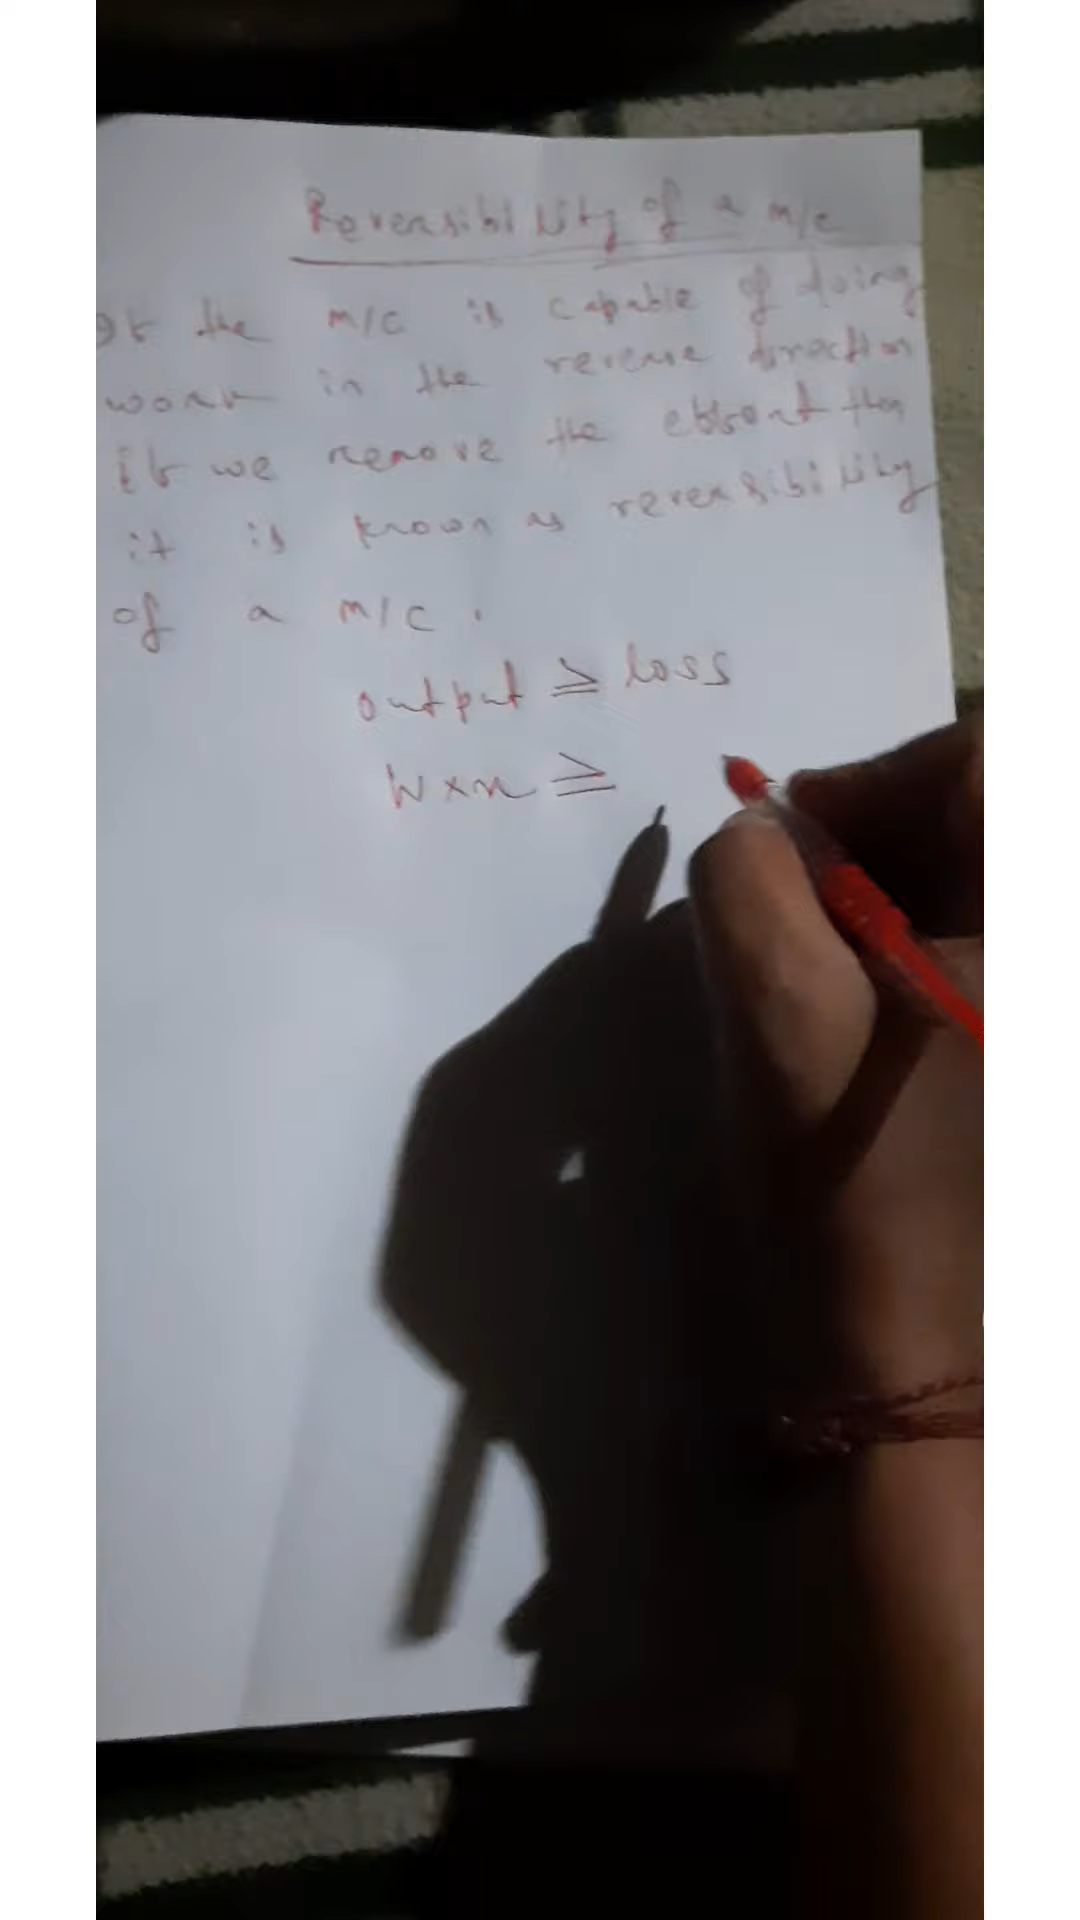 Reversibility of a m/c
If the m/c is capable of doing
work in the reverse direction
if we remove the effort then
it is known as reversibility
of a m/c.
output ≥ loss
W×x ≥